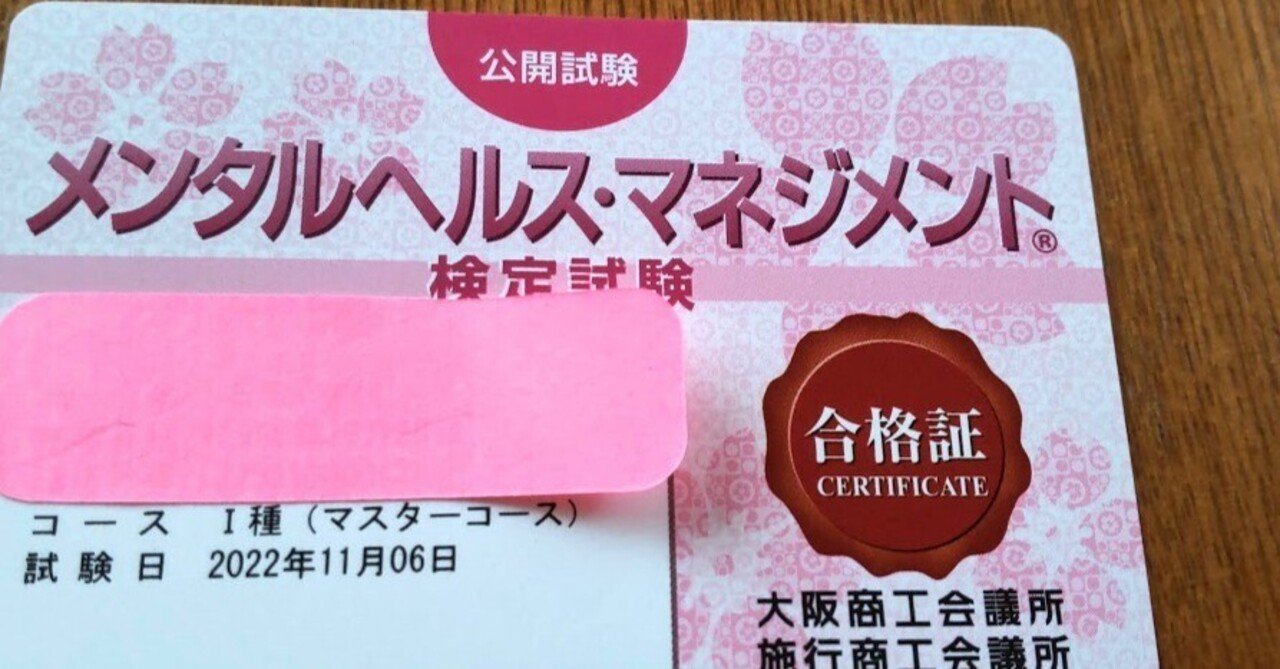 公開試験
メンタルヘルス・マネジメント®
検定試験
合格証
CERTIFICATE
コース Ⅰ種（マスターコース）
試験日 2022年11月06日
大阪商工会議所
施行商工会議所